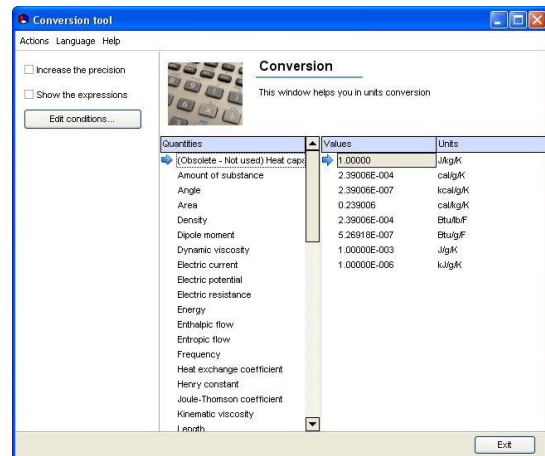 Conversion tool
Actions Language Help
Increase the precision
Show the expressions
Edit conditions...
Conversion
This window helps you in units conversion
Quantities Values Units
(Obsolete - Not used) Heat capa 1.00000 J/kg/K
Amount of substance 2.39006E-004 cal/g/K
Angle 2.39006E-007 kcal/g/K
Area 0.239006 cal/kg/K
Density 2.39006E-004 Btu/lb/F
Dipole moment 5.26918E-007 Btu/g/F
Dynamic viscosity 1.00000E-003 J/g/K
Electric current 1.00000E-006 kJ/g/K
Electric potential
Electric resistance
Energy
Enthalpic flow
Entropic flow
Frequency
Heat exchange coefficient
Henry constant
Joule-Thomson coefficient
Kinematic viscosity
Length
Exit